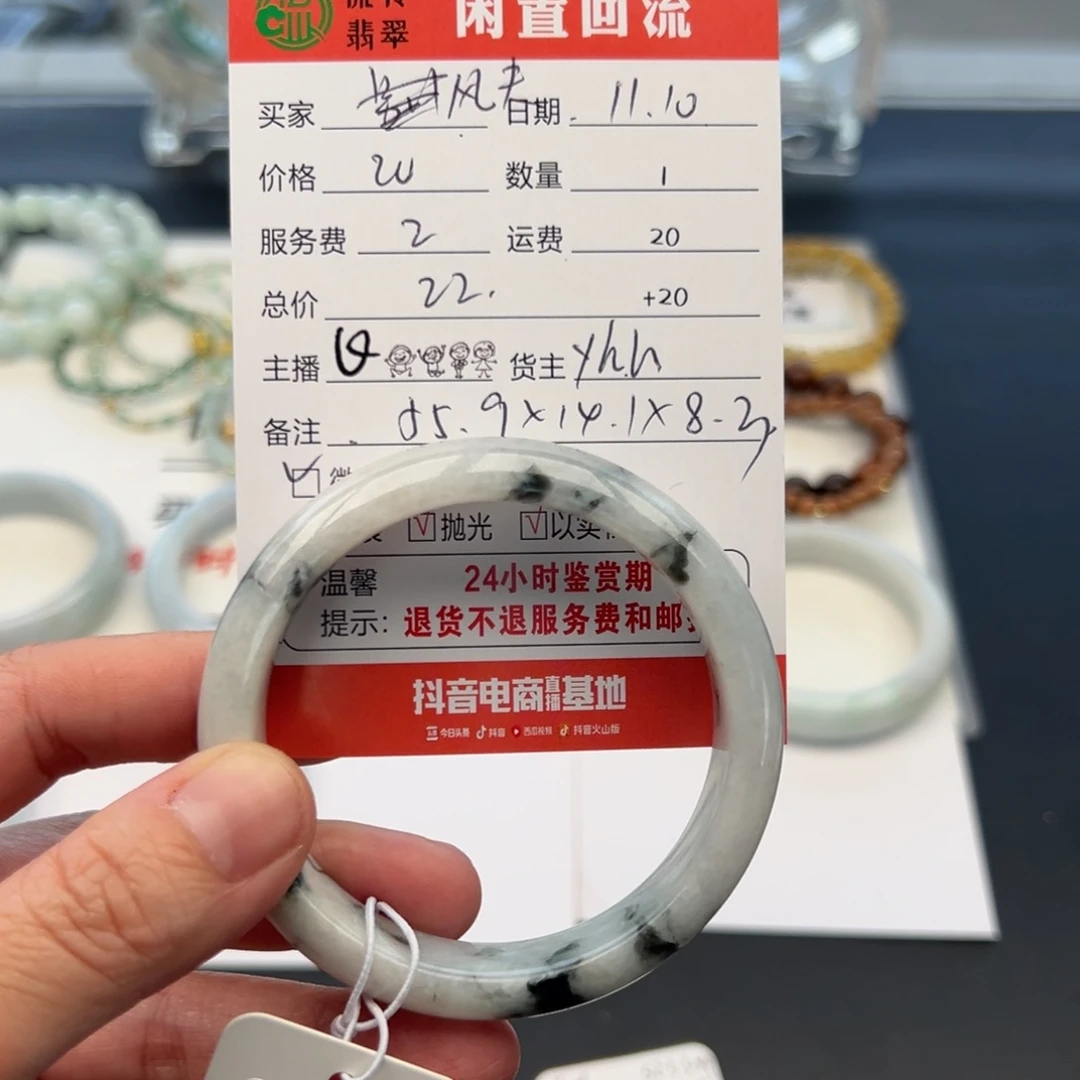 翡翠
闲置回流
买家 风 日期 11.10
价格 20 数量 1
服务费 2 运费 20
总价 22. +20
主播 货主 yhh
备注 55.9×14.1×8.2
抛光 以卖
温馨 24小时鉴赏期
提示: 退货不退服务费和邮
抖音电商直播基地
今日头条 抖音 西瓜视频 抖音火山版